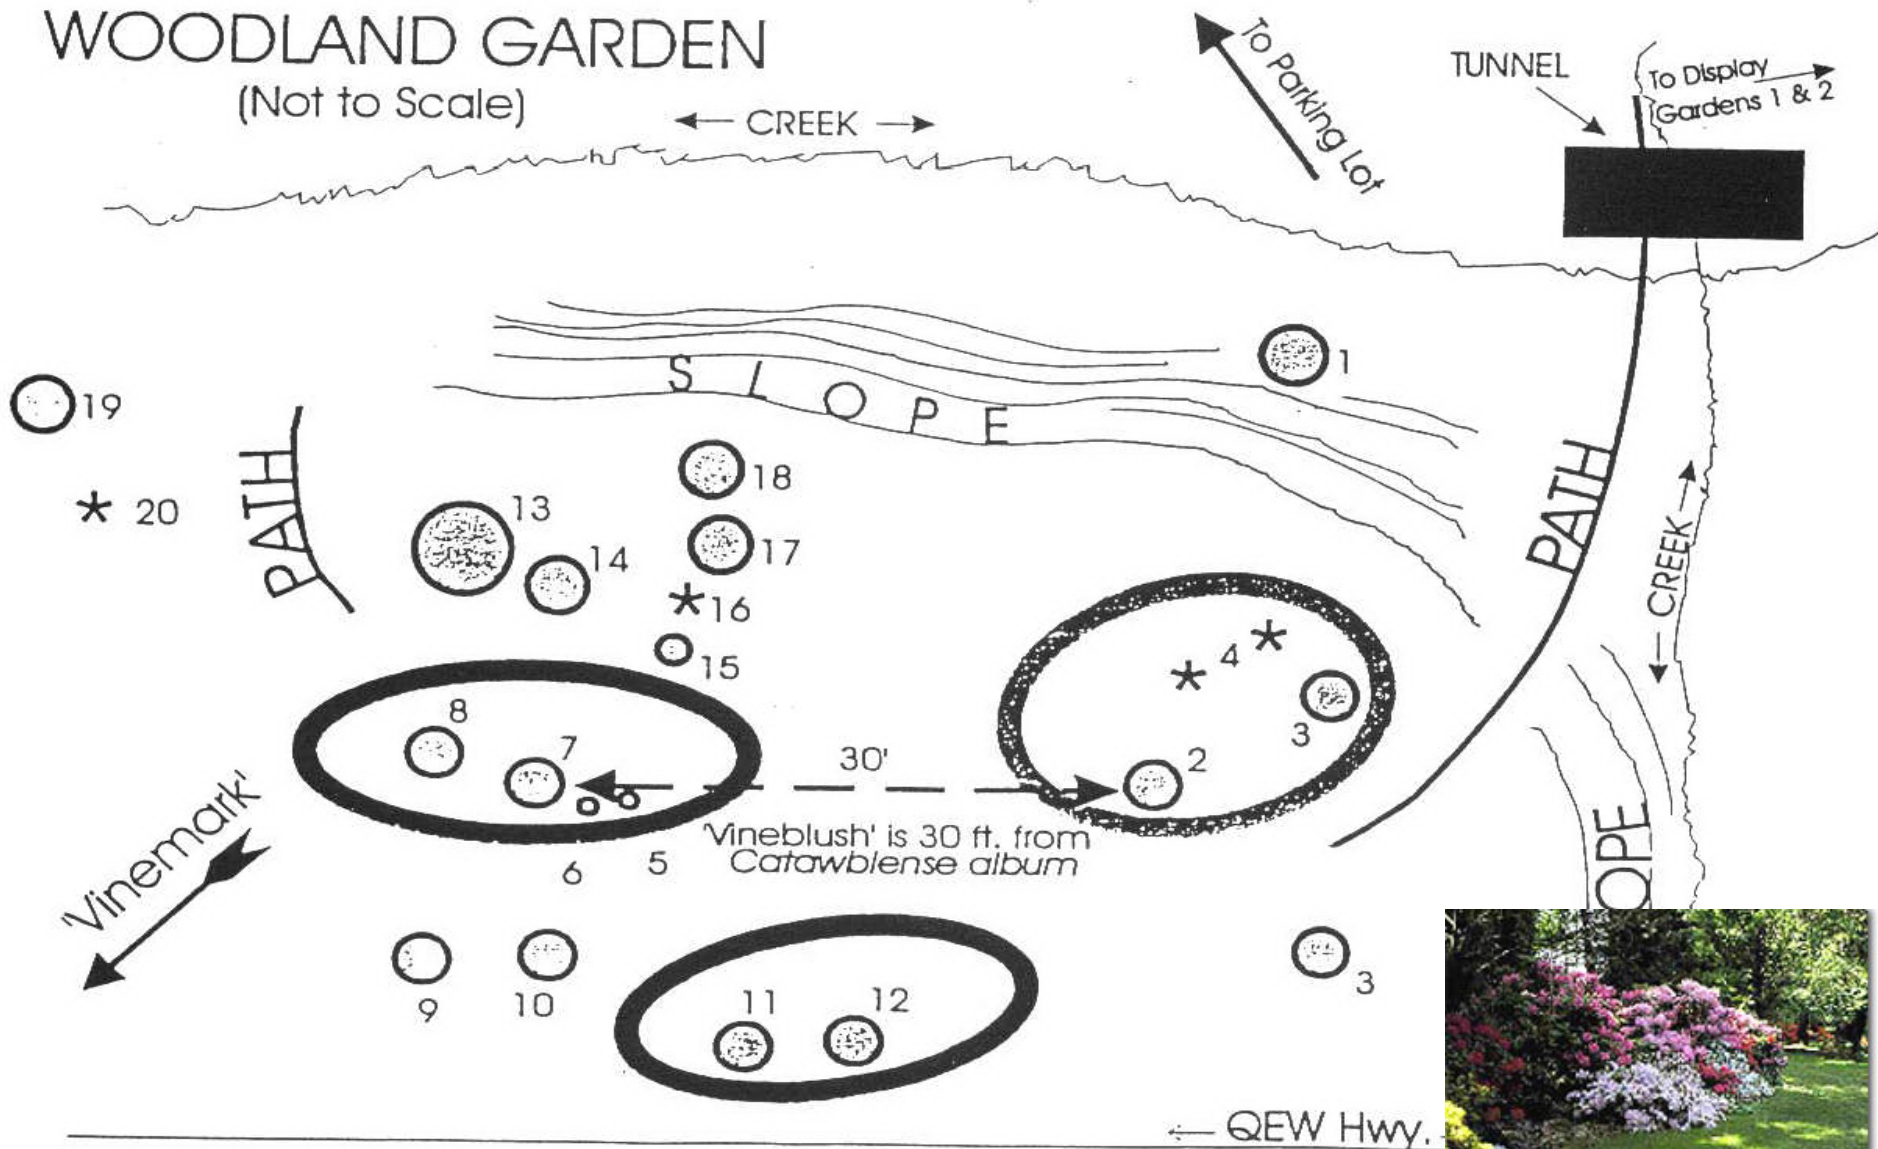 WOODLAND GARDEN
(Not to Scale)
CREEK
To Parking Lot
TUNNEL
To Display
Gardens 1 & 2
1
SLOPE
19
PATH
18
20
13
17
14
PATH
16
CREEK
15
4
8
3
7
30'
2
'Vineblush' is 30 ft. from
Catawbiense album
6
5
'Vinemark'
OPE
9
10
11
12
3
QEW Hwy.